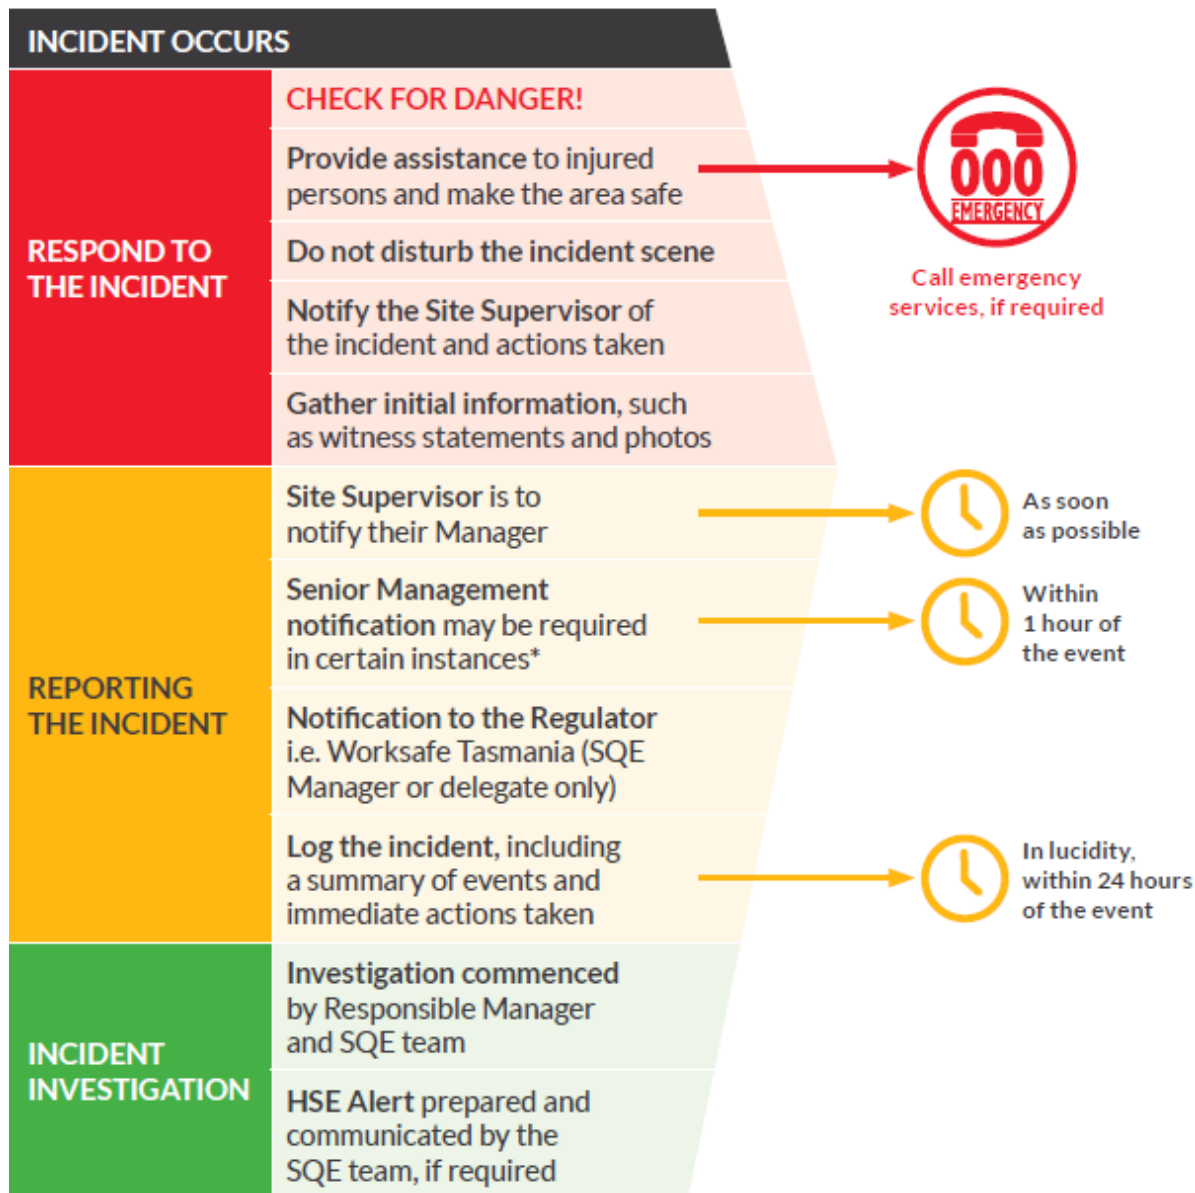 INCIDENT OCCURS
RESPOND TO
THE INCIDENT
CHECK FOR DANGER!
Provide assistance to injured
persons and make the area safe
000
EMERGENCY
Call emergency
services, if required
Do not disturb the incident scene
Notify the Site Supervisor of
the incident and actions taken
Gather initial information, such
as witness statements and photos
REPORTING
THE INCIDENT
Site Supervisor is to
notify their Manager
As soon
as possible
Senior Management
notification may be required
in certain instances*
Within
1 hour of
the event
Notification to the Regulator
i.e. Worksafe Tasmania (SQE
Manager or delegate only)
Log the incident, including
a summary of events and
immediate actions taken
In lucidity,
within 24 hours
of the event
INCIDENT
INVESTIGATION
Investigation commenced
by Responsible Manager
and SQE team
HSE Alert prepared and
communicated by the
SQE team, if required